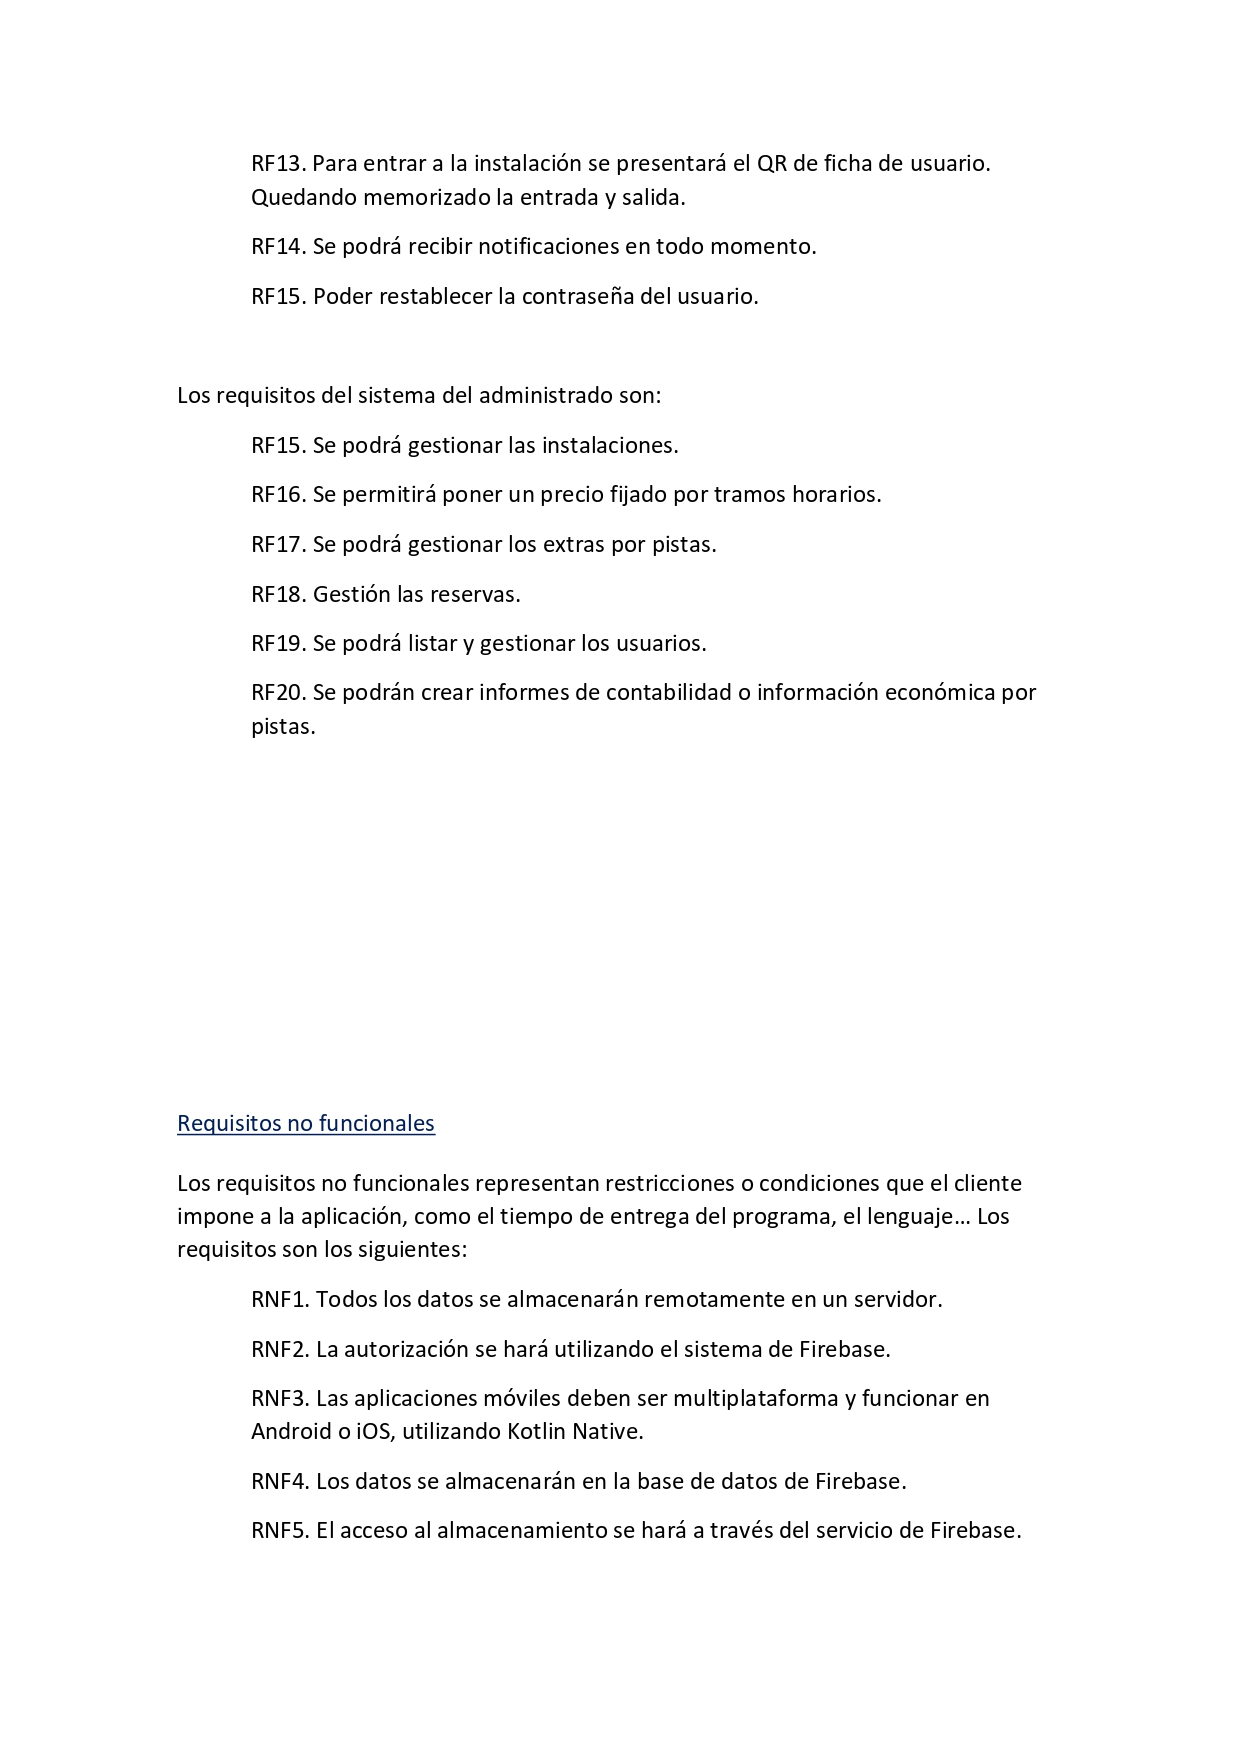 RF13. Para entrar a la instalación se presentará el QR de ficha de usuario.
Quedando memorizado la entrada y salida.
RF14. Se podrá recibir notificaciones en todo momento.
RF15. Poder restablecer la contraseña del usuario.
Los requisitos del sistema del administrado son:
RF15. Se podrá gestionar las instalaciones.
RF16. Se permitirá poner un precio fijado por tramos horarios.
RF17. Se podrá gestionar los extras por pistas.
RF18. Gestión las reservas.
RF19. Se podrá listar y gestionar los usuarios.
RF20. Se podrán crear informes de contabilidad o información económica por
pistas.
Requisitos no funcionales
Los requisitos no funcionales representan restricciones o condiciones que el cliente
impone a la aplicación, como el tiempo de entrega del programa, el lenguaje… Los
requisitos son los siguientes:
RNF1. Todos los datos se almacenarán remotamente en un servidor.
RNF2. La autorización se hará utilizando el sistema de Firebase.
RNF3. Las aplicaciones móviles deben ser multiplataforma y funcionar en
Android o iOS, utilizando Kotlin Native.
RNF4. Los datos se almacenarán en la base de datos de Firebase.
RNF5. El acceso al almacenamiento se hará a través del servicio de Firebase.